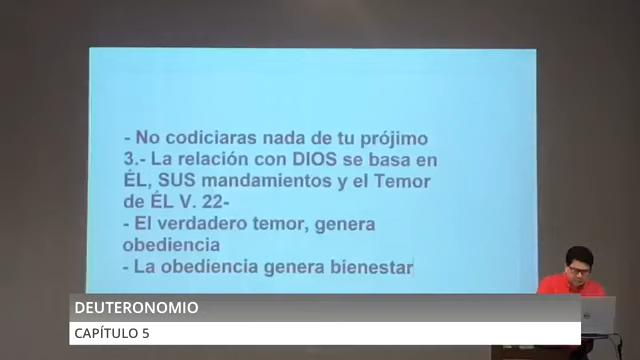 - No codiciaras nada de tu prójimo
3.- La relación con DIOS se basa en
ÉL, SUS mandamientos y el Temor
de ÉL V. 22-
- El verdadero temor, genera
obediencia
- La obediencia genera bienestar
DEUTERONOMIO
CAPÍTULO 5